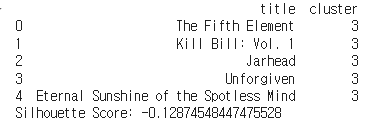 title cluster
0 The Fifth Element 3
1 Kill Bill: Vol. 1 3
2 Jarhead 3
3 Unforgiven 3
4 Eternal Sunshine of the Spotless Mind 3
Silhouette Score: -0.12874548447475528